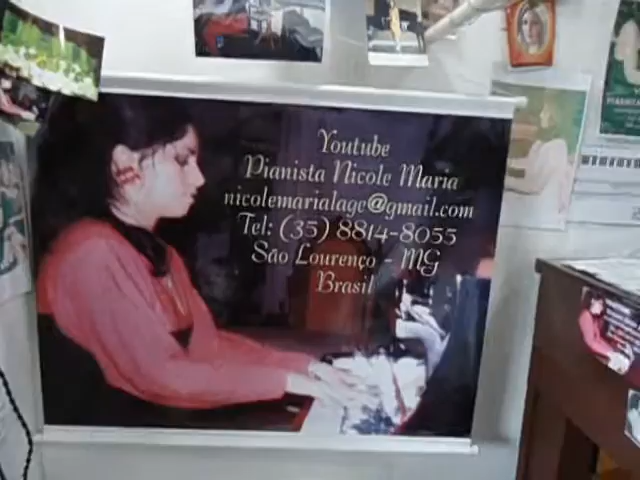 Youtube
Pianista Nicole Maria
nicolemarialage@gmail.com
Tel: (35) 8814-8055
São Lourenço - MG
Brasil